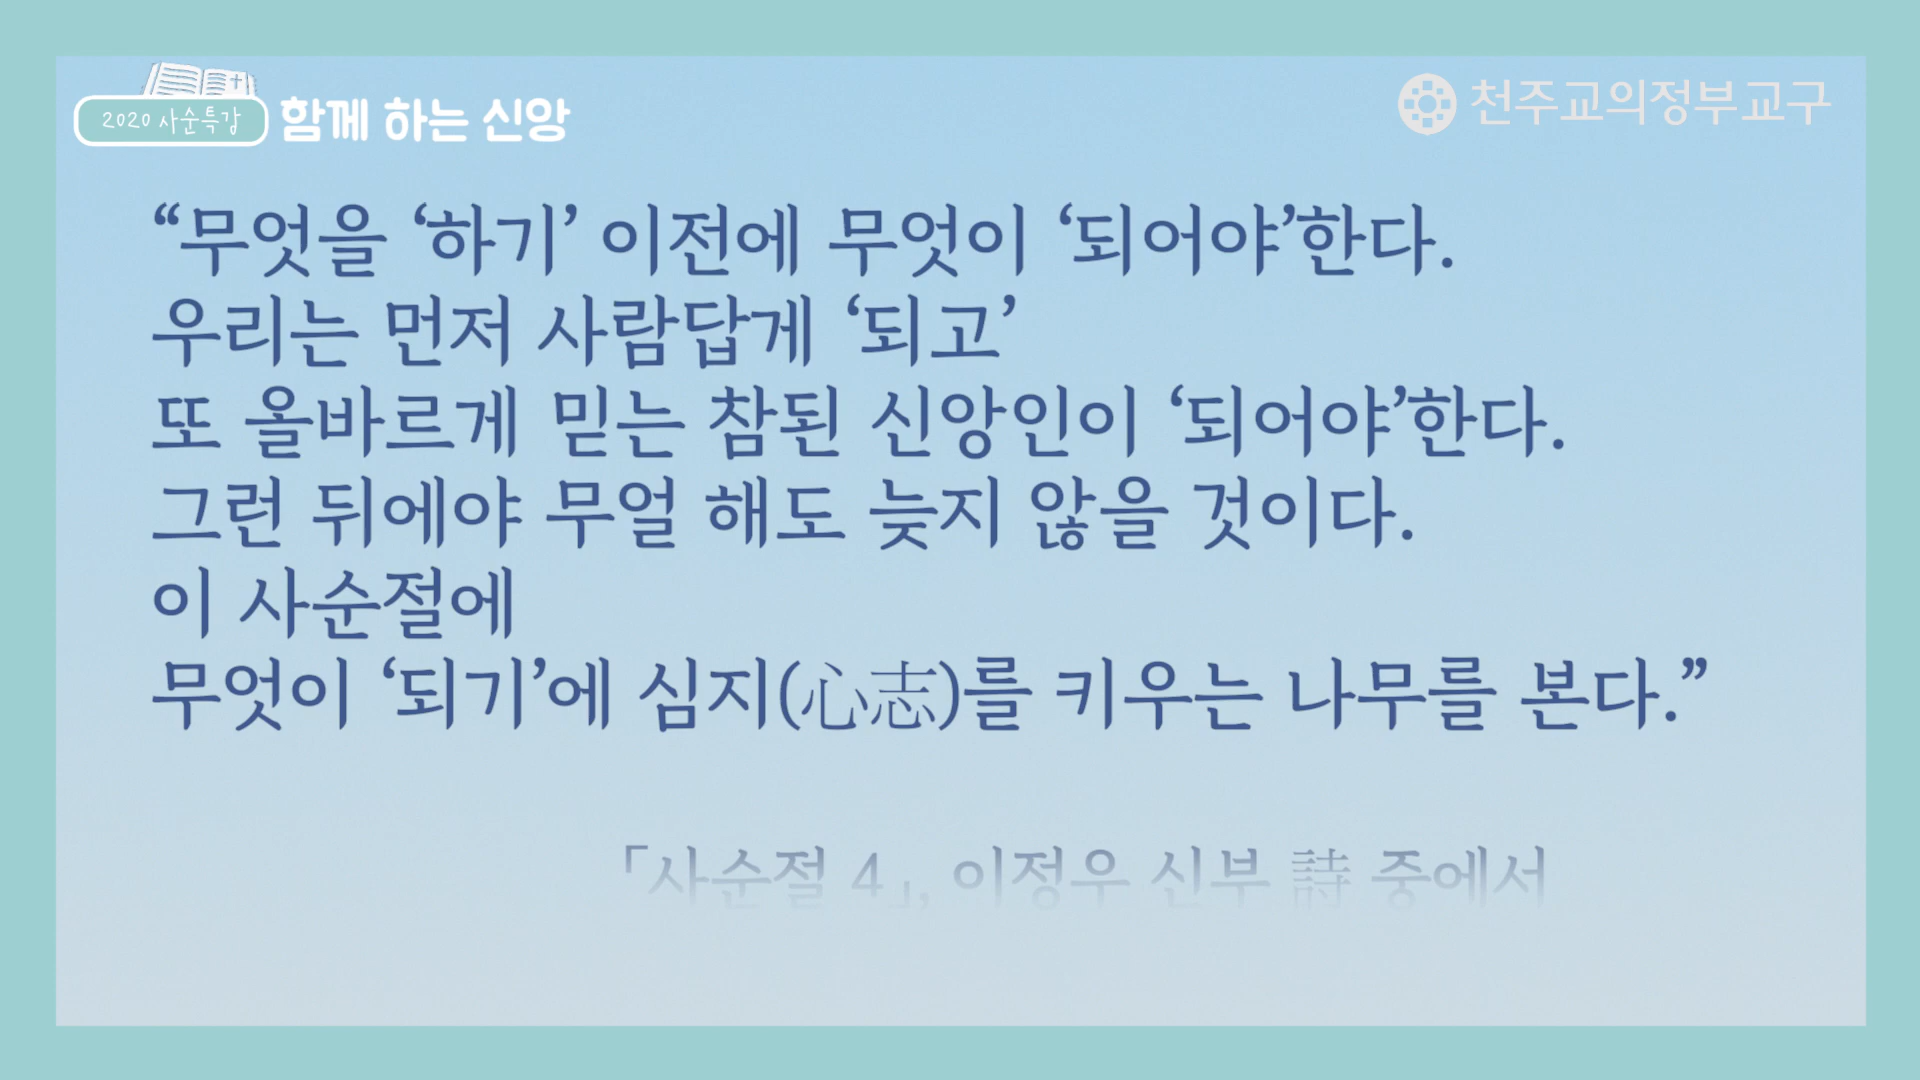 2020 사순특강 함께 하는 신앙
천주교의정부교구
“무엇을 ‘하기’ 이전에 무엇이 ‘되어야’한다.
우리는 먼저 사람답게 ‘되고’
또 올바르게 믿는 참된 신앙인이 ‘되어야’한다.
그런 뒤에야 무얼 해도 늦지 않을 것이다.
이 사순절에
무엇이 ‘되기’에 심지(心志)를 키우는 나무를 본다.”
「사순절 4」, 이정우 신부 詩 중에서